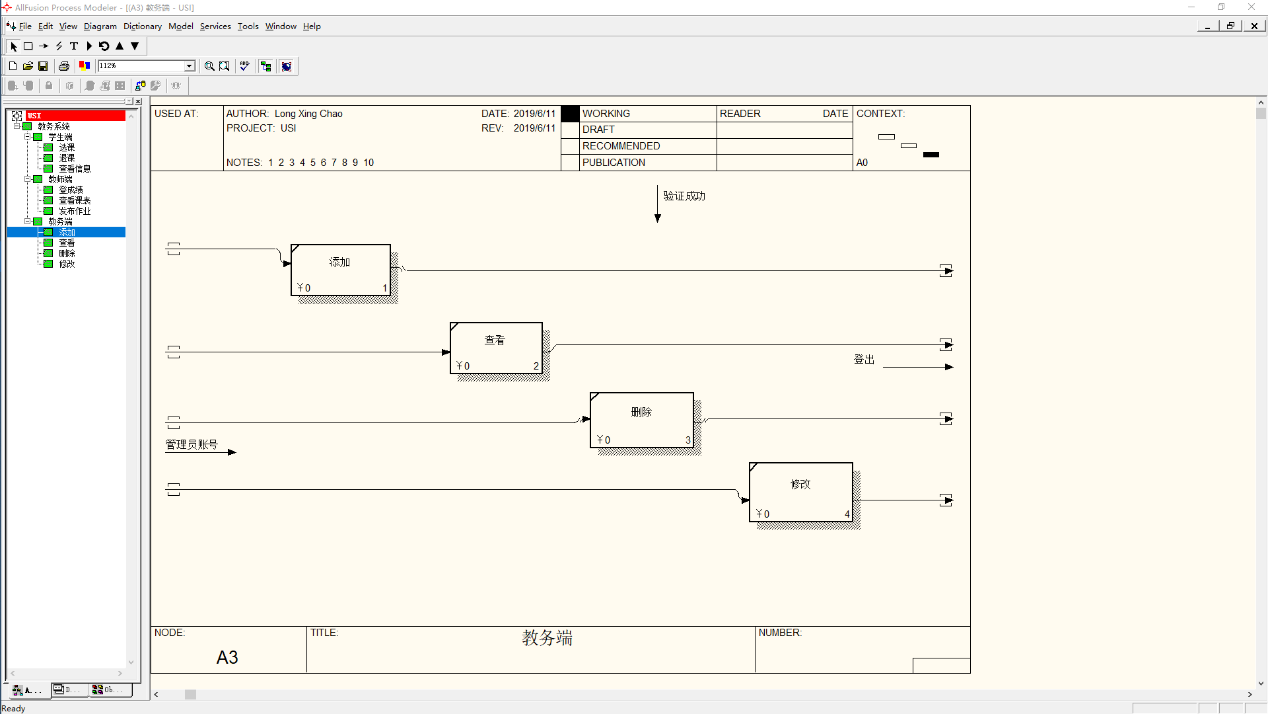 AllFusion Process Modeler - [(A3) 教务端 - USI]
File Edit View Diagram Dictionary Model Services Tools Window Help
112%
USI
教务系统
学生端
选课
退课
查看信息
教师端
登成绩
查看课表
发布作业
教务端
添加
查看
删除
修改
USED AT:
AUTHOR: Long Xing Chao
DATE: 2019/6/11
PROJECT: USI
REV: 2019/6/11
NOTES: 1 2 3 4 5 6 7 8 9 10
WORKING
DRAFT
RECOMMENDED
PUBLICATION
READER DATE
CONTEXT:
A0
验证成功
添加
¥0 1
查看
¥0 2
登出
删除
¥0 3
管理员账号
修改
¥0 4
NODE:
A3
TITLE:
教务端
NUMBER:
A...
D...
Ob...
Ready